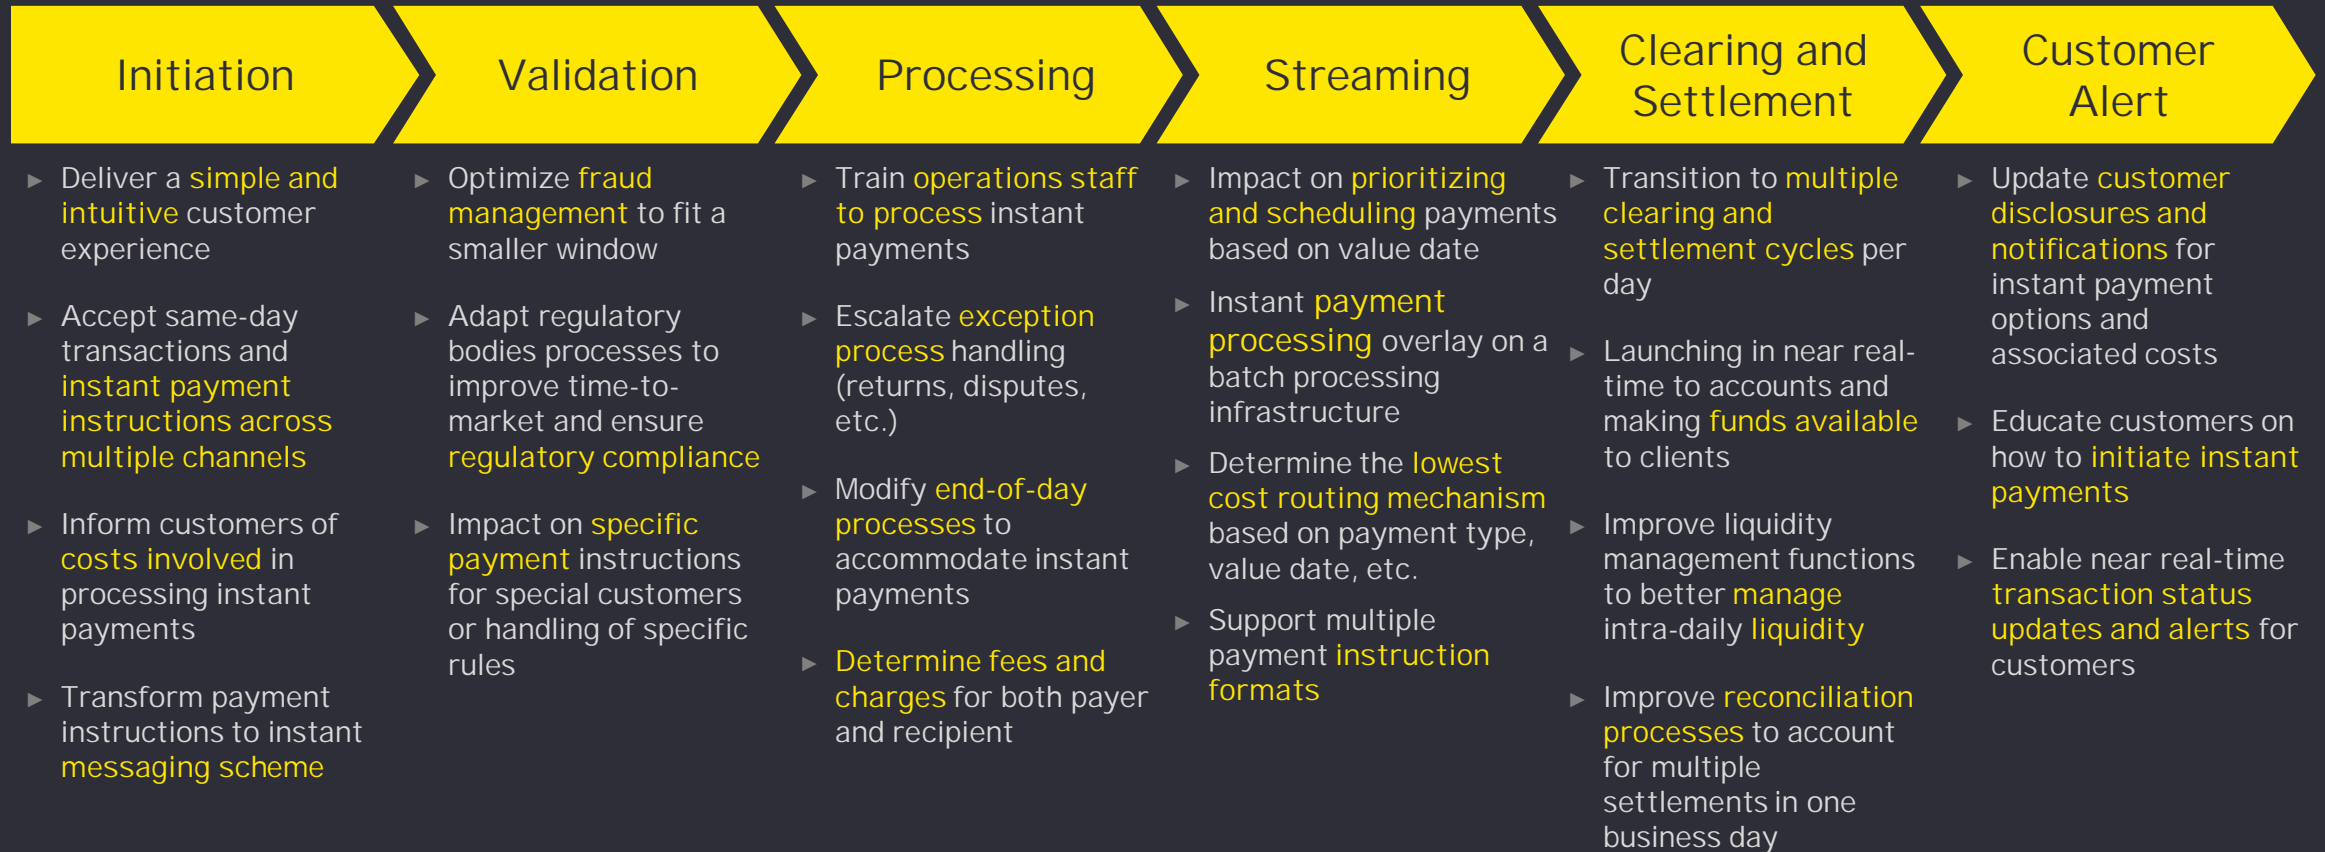 Initiation
Validation
Processing
Streaming
Clearing and
Settlement
Customer
Alert
► Deliver a simple and
intuitive customer
experience
► Accept same-day
transactions and
instant payment
instructions across
multiple channels
► Inform customers of
costs involved in
processing instant
payments
► Transform payment
instructions to instant
messaging scheme
► Optimize fraud
management to fit a
smaller window
► Adapt regulatory
bodies processes to
improve time-to-
market and ensure
regulatory compliance
► Impact on specific
payment instructions
for special customers
or handling of specific
rules
► Train operations staff
to process instant
payments
► Escalate exception
process handling
(returns, disputes,
etc.)
► Modify end-of-day
processes to
accommodate instant
payments
► Determine fees and
charges for both payer
and recipient
► Impact on prioritizing
and scheduling payments
based on value date
► Instant payment
processing overlay on a
batch processing
infrastructure
► Determine the lowest
cost routing mechanism
based on payment type,
value date, etc.
► Support multiple
payment instruction
formats
► Transition to multiple
clearing and
settlement cycles per
day
► Launching in near real-
time to accounts and
making funds available
to clients
► Improve liquidity
management functions
to better manage
intra-daily liquidity
► Improve reconciliation
processes to account
for multiple
settlements in one
business day
► Update customer
disclosures and
notifications for
instant payment
options and
associated costs
► Educate customers on
how to initiate instant
payments
► Enable near real-time
transaction status
updates and alerts for
customers